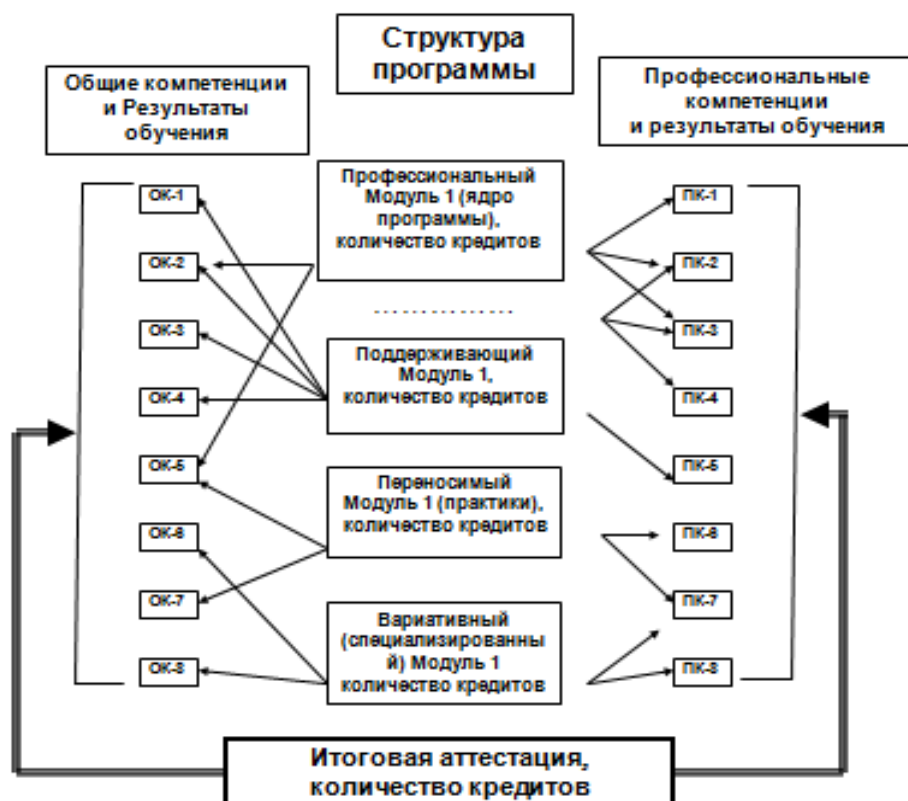 Структура
программы
Общие компетенции
и Результаты
обучения
Профессиональные
компетенции
и результаты обучения
ОК-1
ОК-2
ОК-3
ОК-4
ОК-5
ОК-6
ОК-7
ОК-8
Профессиональный
Модуль 1 (ядро
программы),
количество кредитов
...............
Поддерживающий
Модуль 1,
количество кредитов
Переносимый
Модуль 1 (практики),
количество кредитов
Вариативный
(специализированны
й) Модуль 1
количество кредитов
ПК-1
ПК-2
ПК-3
ПК-4
ПК-5
ПК-6
ПК-7
ПК-8
Итоговая аттестация,
количество кредитов